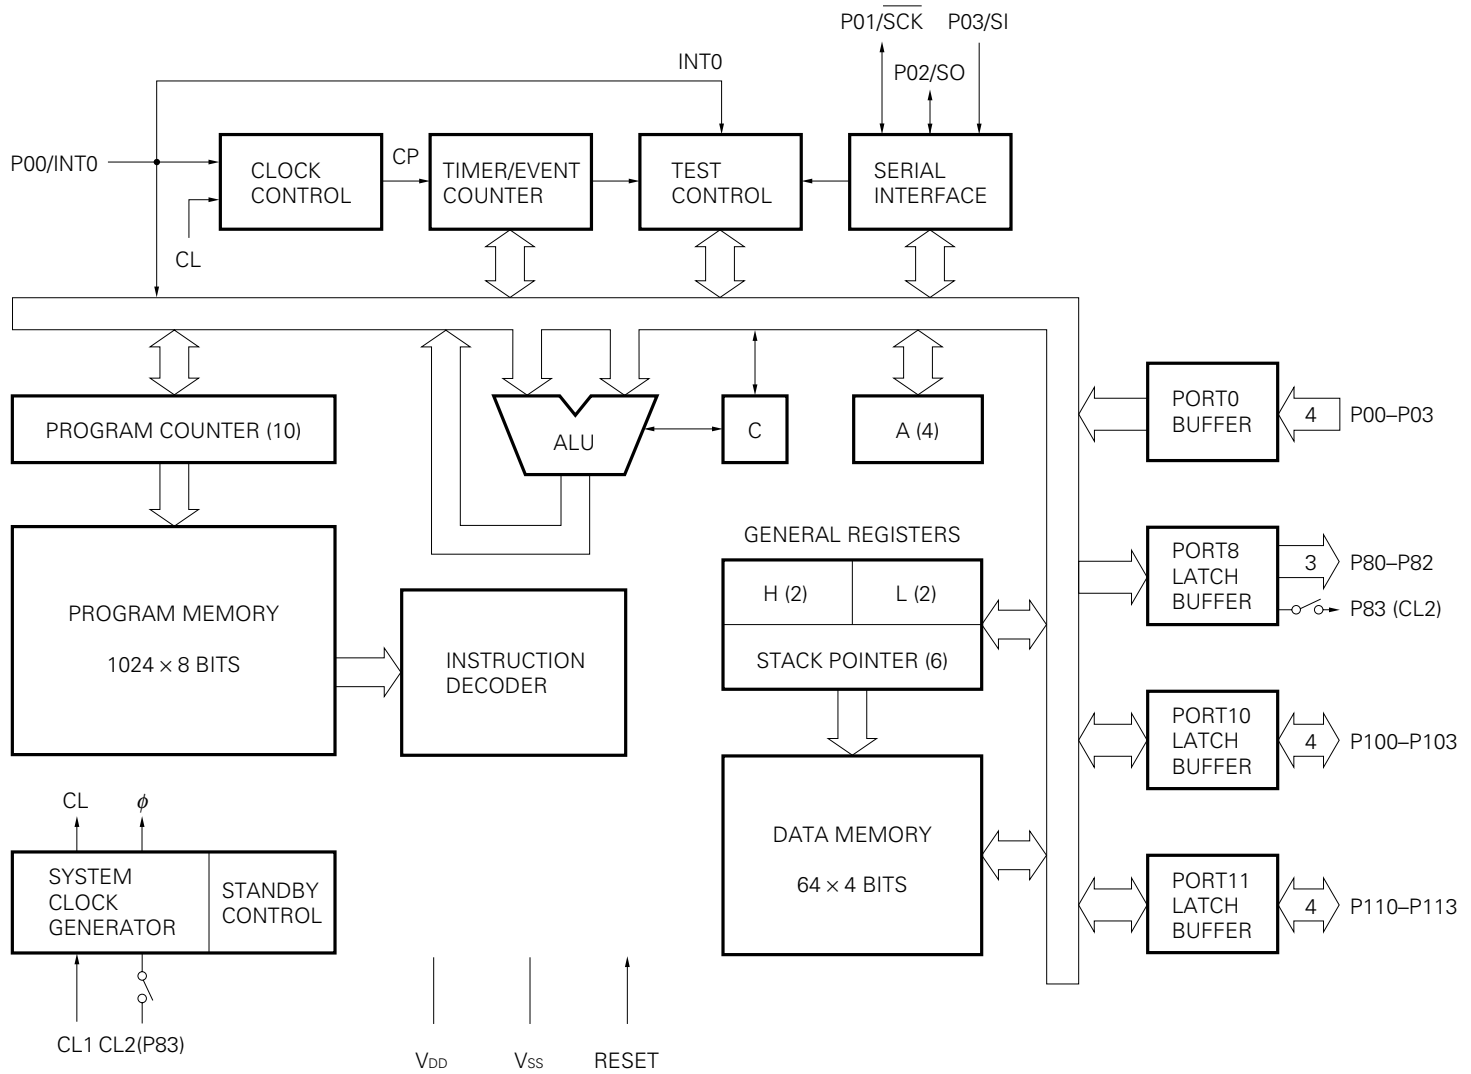 P01/SCK P03/SI
INT0
P02/SO
P00/INT0
CLOCK
CONTROL
CP
TIMER/EVENT
COUNTER
TEST
CONTROL
SERIAL
INTERFACE
CL
PROGRAM COUNTER (10)
ALU
C
A (4)
PORT0
BUFFER
4
P00–P03
PROGRAM MEMORY
1024 × 8 BITS
INSTRUCTION
DECODER
GENERAL REGISTERS
H (2)
L (2)
STACK POINTER (6)
PORT8
LATCH
BUFFER
3
P80–P82
P83 (CL2)
PORT10
LATCH
BUFFER
4
P100–P103
DATA MEMORY
64 × 4 BITS
PORT11
LATCH
BUFFER
4
P110–P113
CL
ϕ
SYSTEM
CLOCK
GENERATOR
STANDBY
CONTROL
CL1 CL2(P83)
VDD
VSS
RESET